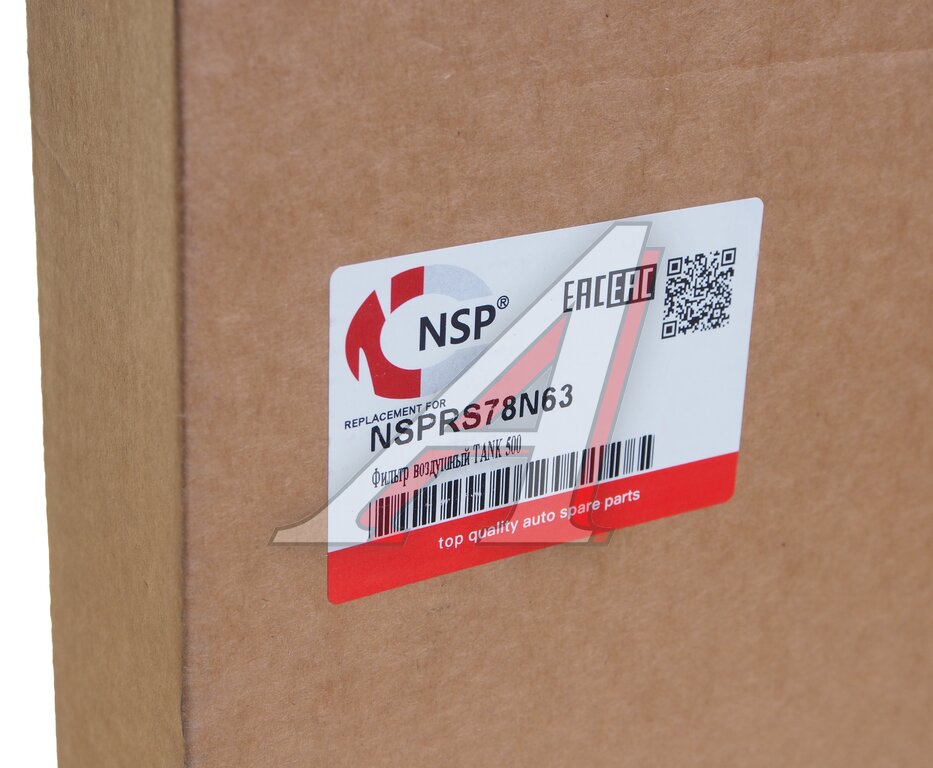 NSP®
EAC EAC
REPLACEMENT FOR
NSPRS78N63
Фильтр воздушный TANK 500
top quality auto spare parts